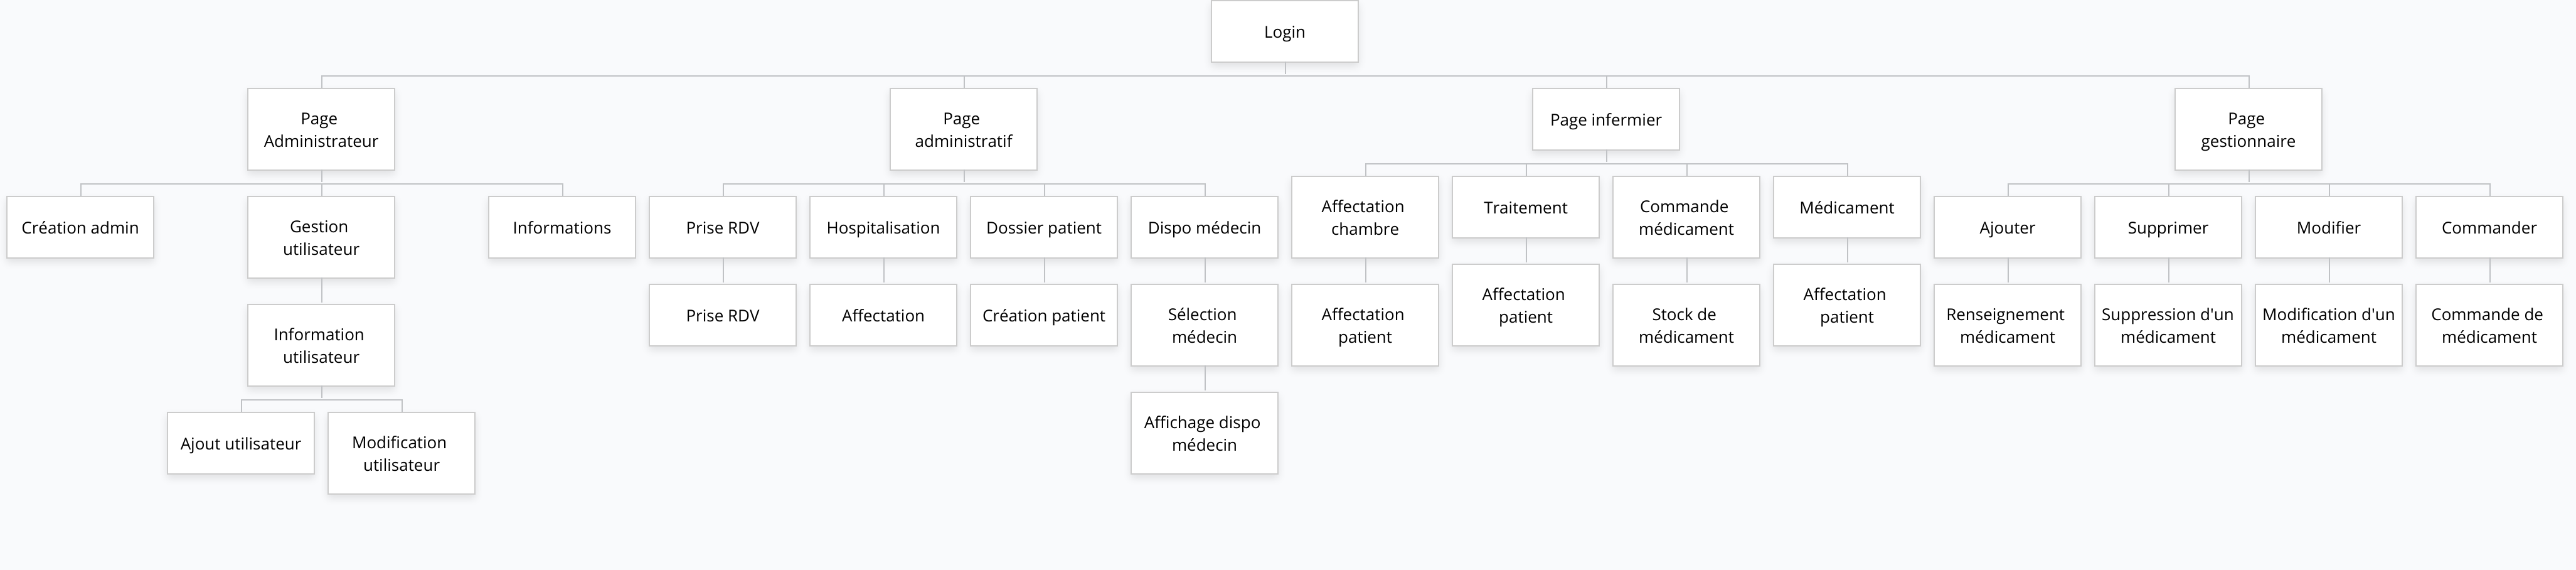 Login
Page
Administrateur
Page
administratif
Page infermier
Page
gestionnaire
Création admin
Gestion
utilisateur
Informations
Prise RDV
Hospitalisation
Dossier patient
Dispo médecin
Affectation
chambre
Traitement
Commande
médicament
Médicament
Ajouter
Supprimer
Modifier
Commander
Information
utilisateur
Prise RDV
Affectation
Création patient
Sélection
médecin
Affectation
patient
Affectation
patient
Stock de
médicament
Affectation
patient
Renseignement
médicament
Suppression d'un
médicament
Modification d'un
médicament
Commande de
médicament
Ajout utilisateur
Modification
utilisateur
Affichage dispo
médecin